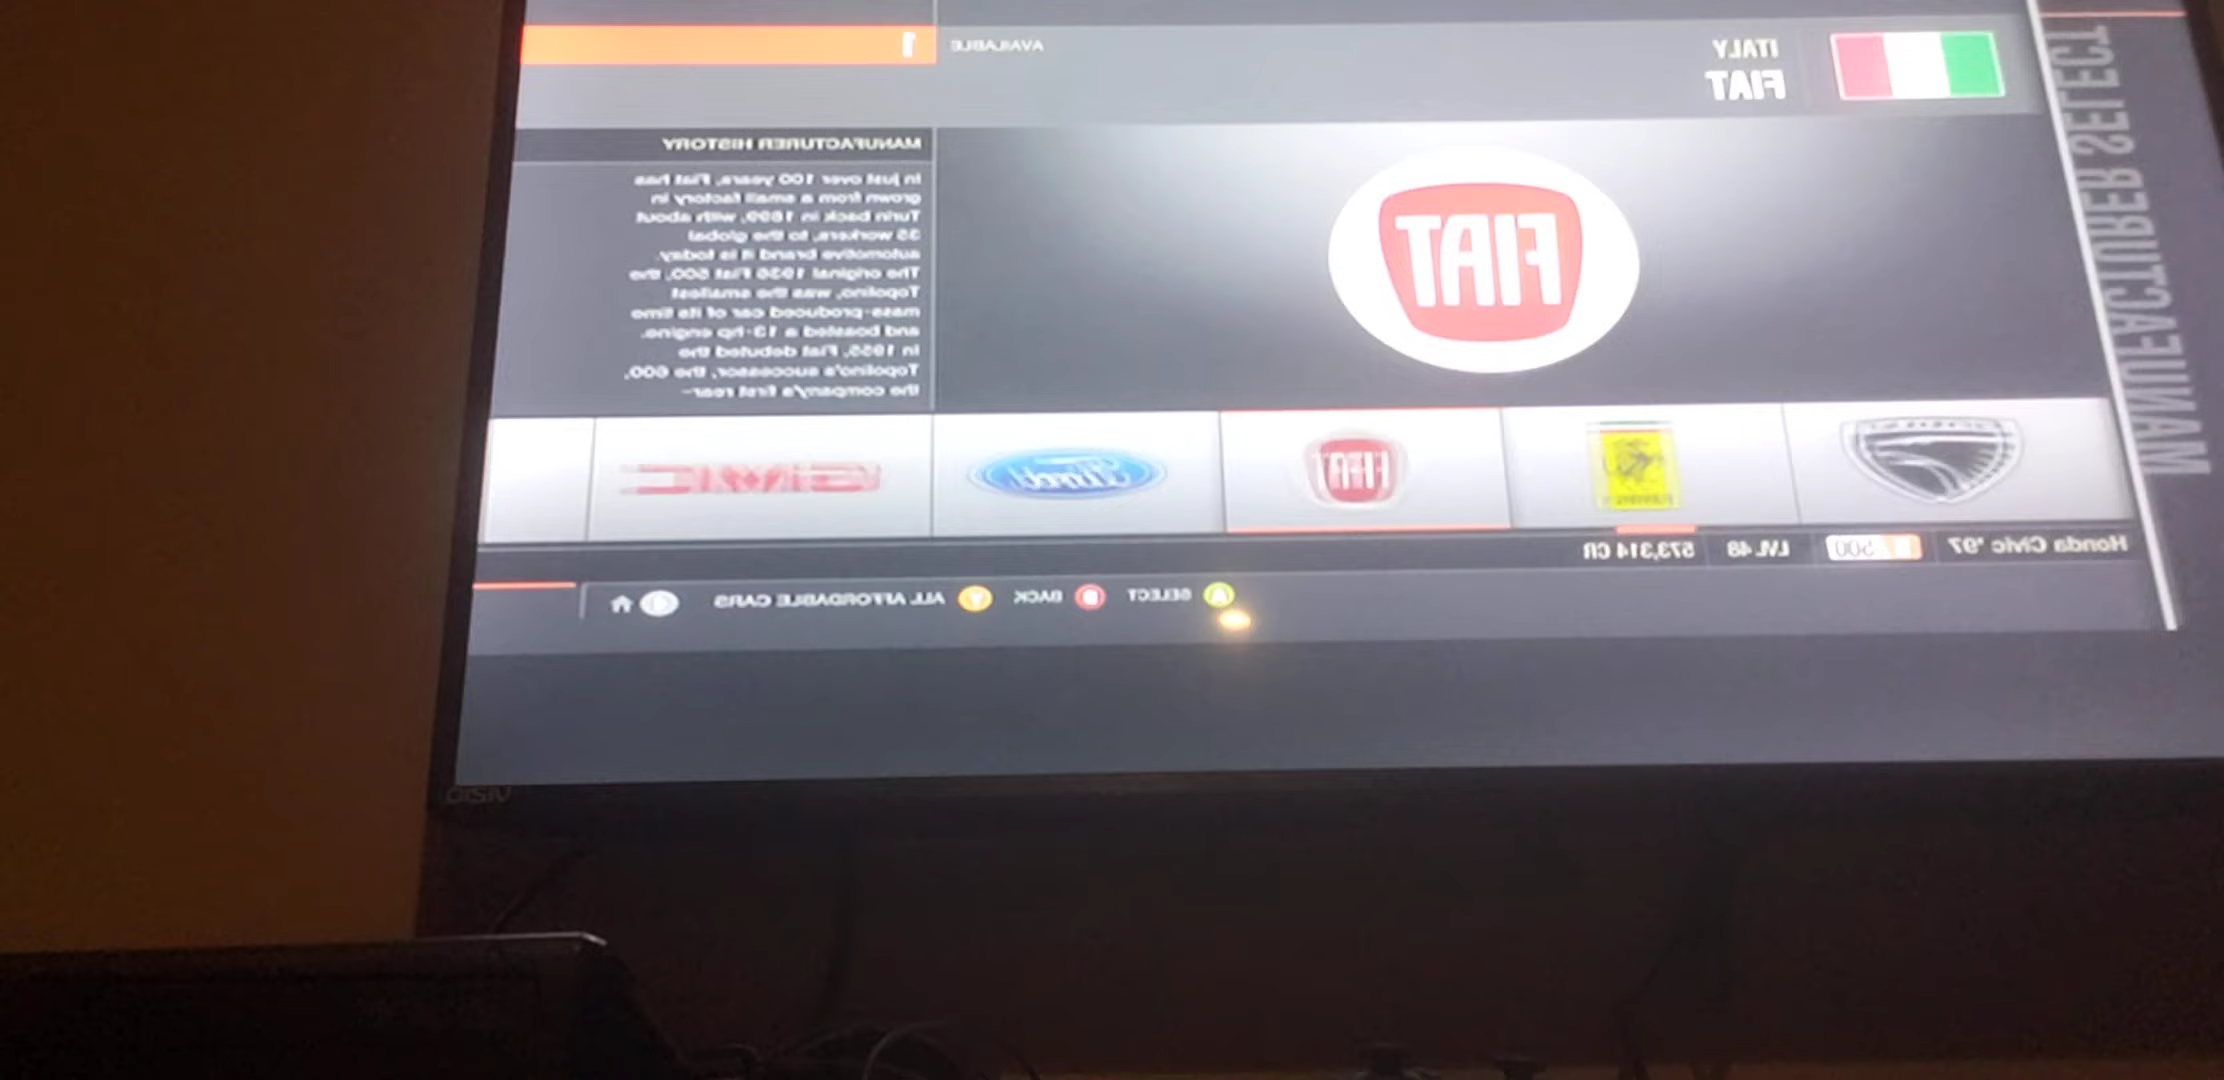 MANUFACTURER SELECT
ITALY
FIAT
AVAILABLE
1
FIAT
MANUFACTURER HISTORY
In just over 100 years, Fiat has
grown from a small factory in
Turin back in 1899, with about
35 workers, to the global
automotive brand it is today.
The original 1936 Fiat 500, the
Topolino, was the smallest
mass-produced car of its time
and boasted a 13-hp engine.
In 1955, Fiat debuted the
Topolino's successor, the 600,
the company's first rear-
FIAT
Ford
GMC
Honda Civic '97
500
LVL 48
573,314 CR
A SELECT
B BACK
Y ALL AFFORDABLE CARS
VIZIO